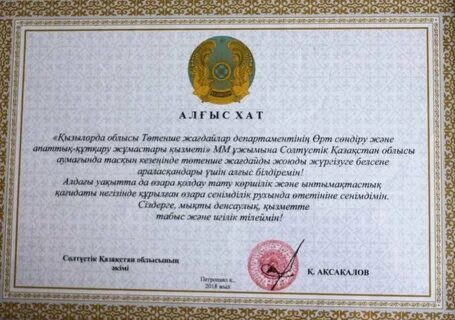 АЛҒЫС ХАТ
«Қызылорда облысы Төтенше жағдайлар департаментінің Өрт сөндіру және
апаттық-құтқару жұмыстары қызметі» ММ ұжымына Солтүстік Қазақстан облысы
аумағында тасқын кезеңінде төтенше жағдайды жоюды жүргізуге белсене
араласқандары үшін алғыс білдіремін!
Алдағы уақытта да өзара қолдау тату көршілік және ынтымақтастық
қағидаты негізінде құрылған өзара сенімділік рухында өтетініне сенімдімін.
Сіздерге, мықты денсаулық, қызметте
табыс және игілік тілеймін!
Солтүстік Қазақстан облысының
әкімі
Қ. АҚСАҚАЛОВ
Петропавл қ.,
2018 жыл